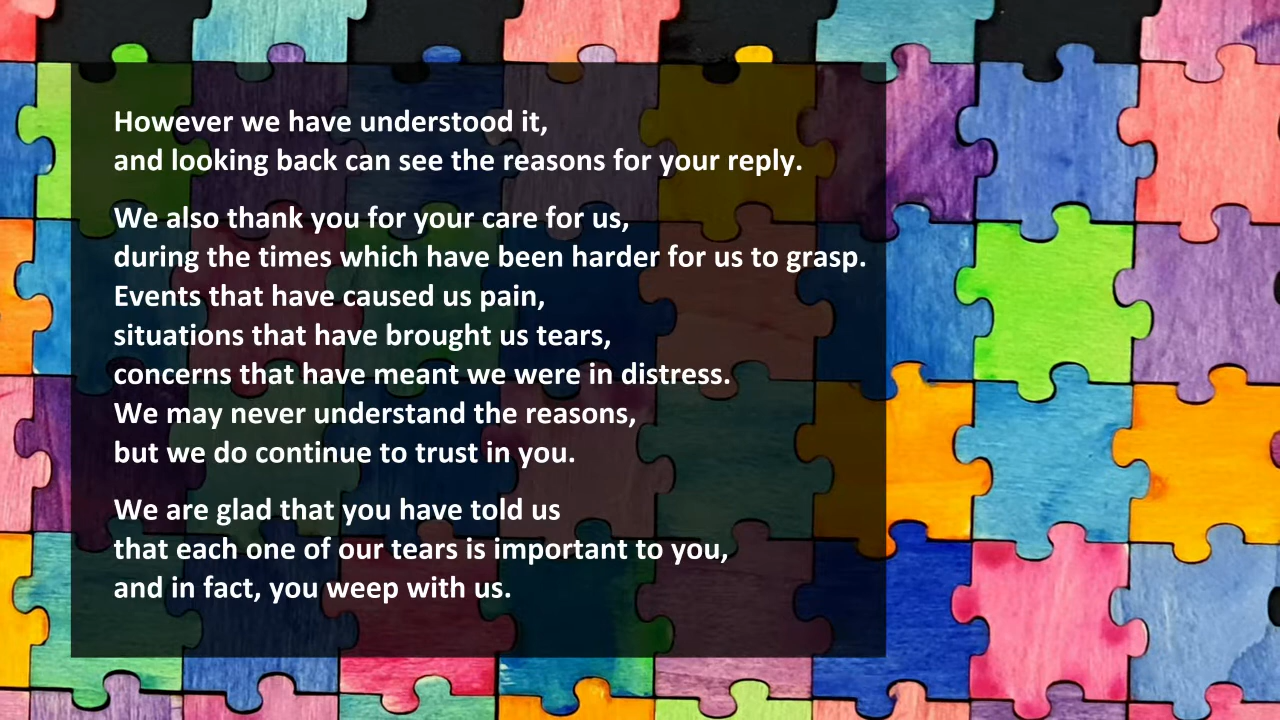 However we have understood it,
and looking back can see the reasons for your reply.
We also thank you for your care for us,
during the times which have been harder for us to grasp.
Events that have caused us pain,
situations that have brought us tears,
concerns that have meant we were in distress.
We may never understand the reasons,
but we do continue to trust in you.
We are glad that you have told us
that each one of our tears is important to you,
and in fact, you weep with us.